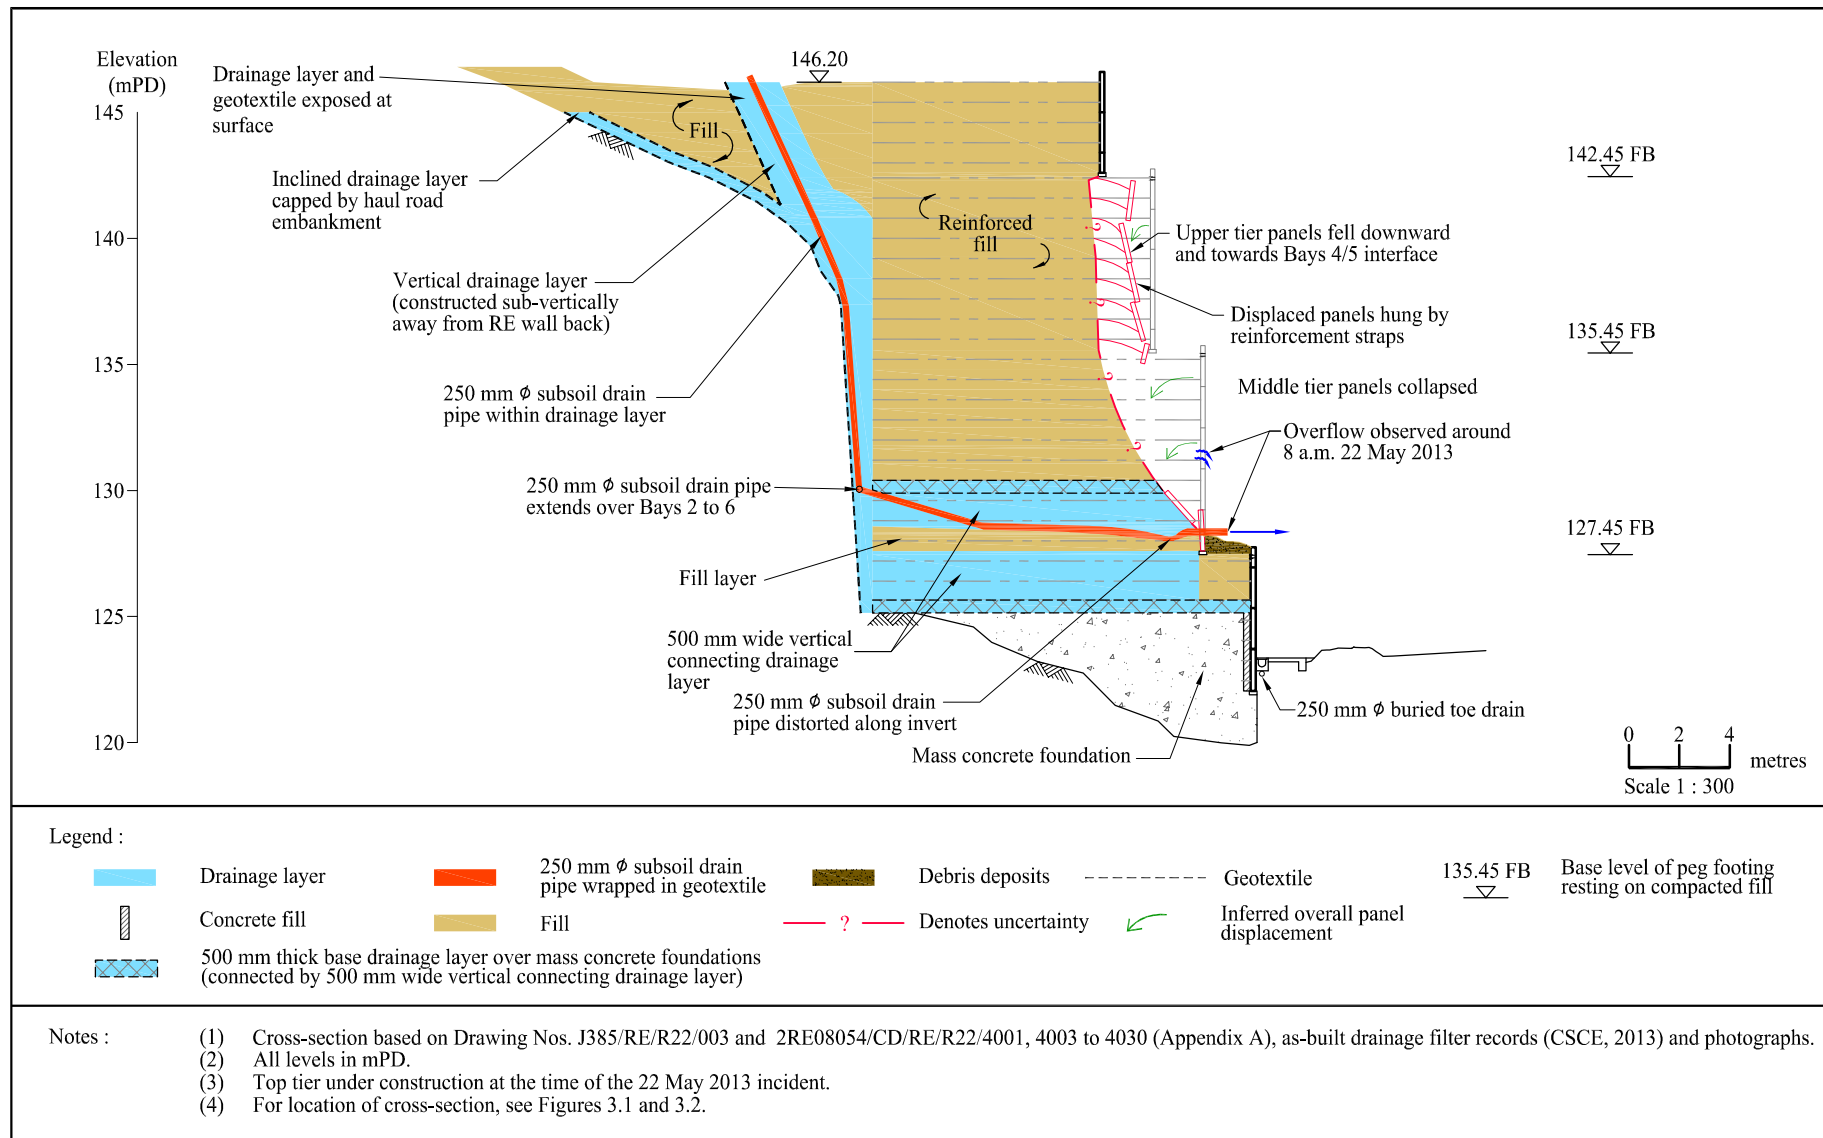 Elevation
(mPD)
145
140
135
130
125
120
Drainage layer and
geotextile exposed at
surface
146.20
Fill
Inclined drainage layer
capped by haul road
embankment
Vertical drainage layer
(constructed sub-vertically
away from RE wall back)
250 mm ϕ subsoil drain
pipe within drainage layer
250 mm ϕ subsoil drain pipe
extends over Bays 2 to 6
Fill layer
500 mm wide vertical
connecting drainage
layer
250 mm ϕ subsoil drain
pipe distorted along invert
Mass concrete foundation
Reinforced
fill
?
?
?
?
142.45 FB
Upper tier panels fell downward
and towards Bays 4/5 interface
Displaced panels hung by
reinforcement straps
135.45 FB
Middle tier panels collapsed
Overflow observed around
8 a.m. 22 May 2013
127.45 FB
250 mm ϕ buried toe drain
0 2 4
metres
Scale 1 : 300
Legend :
Drainage layer
250 mm ϕ subsoil drain
pipe wrapped in geotextile
Debris deposits
Geotextile
135.45 FB
Base level of peg footing
resting on compacted fill
Concrete fill
Fill
?
Denotes uncertainty
Inferred overall panel
displacement
500 mm thick base drainage layer over mass concrete foundations
(connected by 500 mm wide vertical connecting drainage layer)
Notes :
(1) Cross-section based on Drawing Nos. J385/RE/R22/003 and 2RE08054/CD/RE/R22/4001, 4003 to 4030 (Appendix A), as-built drainage filter records (CSCE, 2013) and photographs.
(2) All levels in mPD.
(3) Top tier under construction at the time of the 22 May 2013 incident.
(4) For location of cross-section, see Figures 3.1 and 3.2.